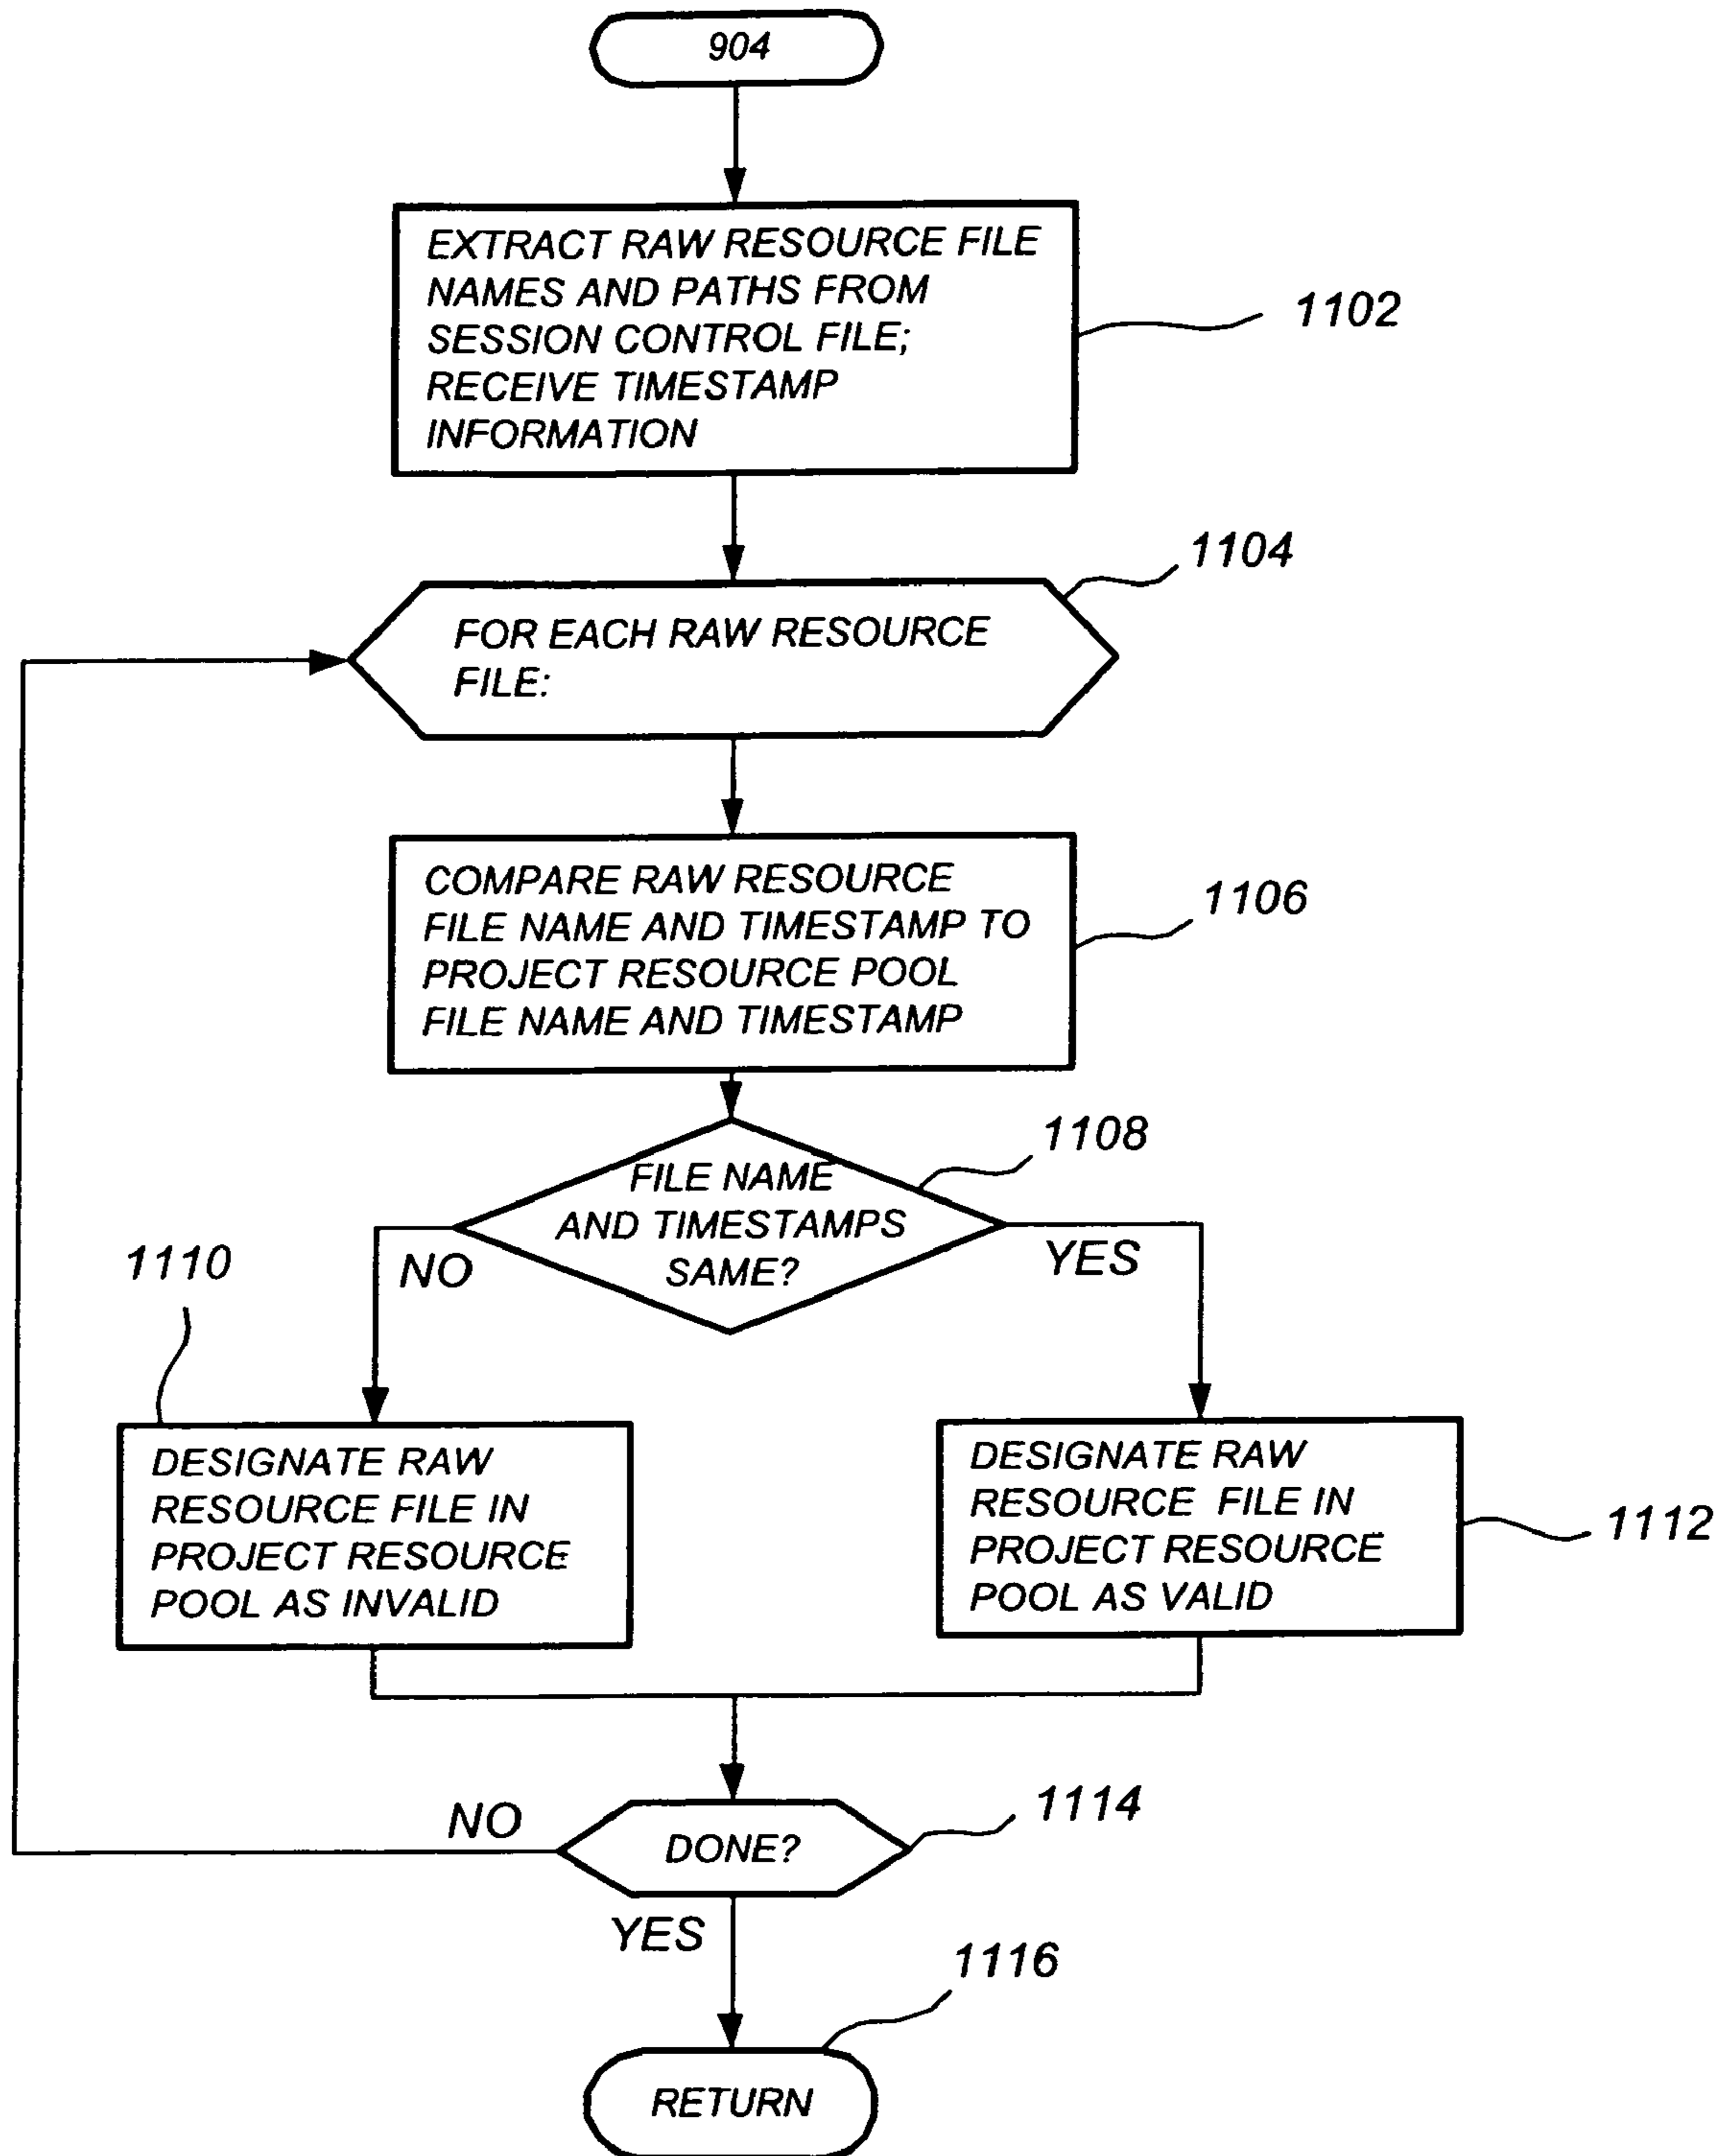 904
EXTRACT RAW RESOURCE FILE
NAMES AND PATHS FROM
SESSION CONTROL FILE;
RECEIVE TIMESTAMP
INFORMATION
1102
1104
FOR EACH RAW RESOURCE
FILE:
COMPARE RAW RESOURCE
FILE NAME AND TIMESTAMP TO
PROJECT RESOURCE POOL
FILE NAME AND TIMESTAMP
1106
1108
FILE NAME
AND TIMESTAMPS
SAME?
NO
YES
1110
DESIGNATE RAW
RESOURCE FILE IN
PROJECT RESOURCE
POOL AS INVALID
DESIGNATE RAW
RESOURCE FILE IN
PROJECT RESOURCE
POOL AS VALID
1112
1114
NO
DONE?
YES
1116
RETURN